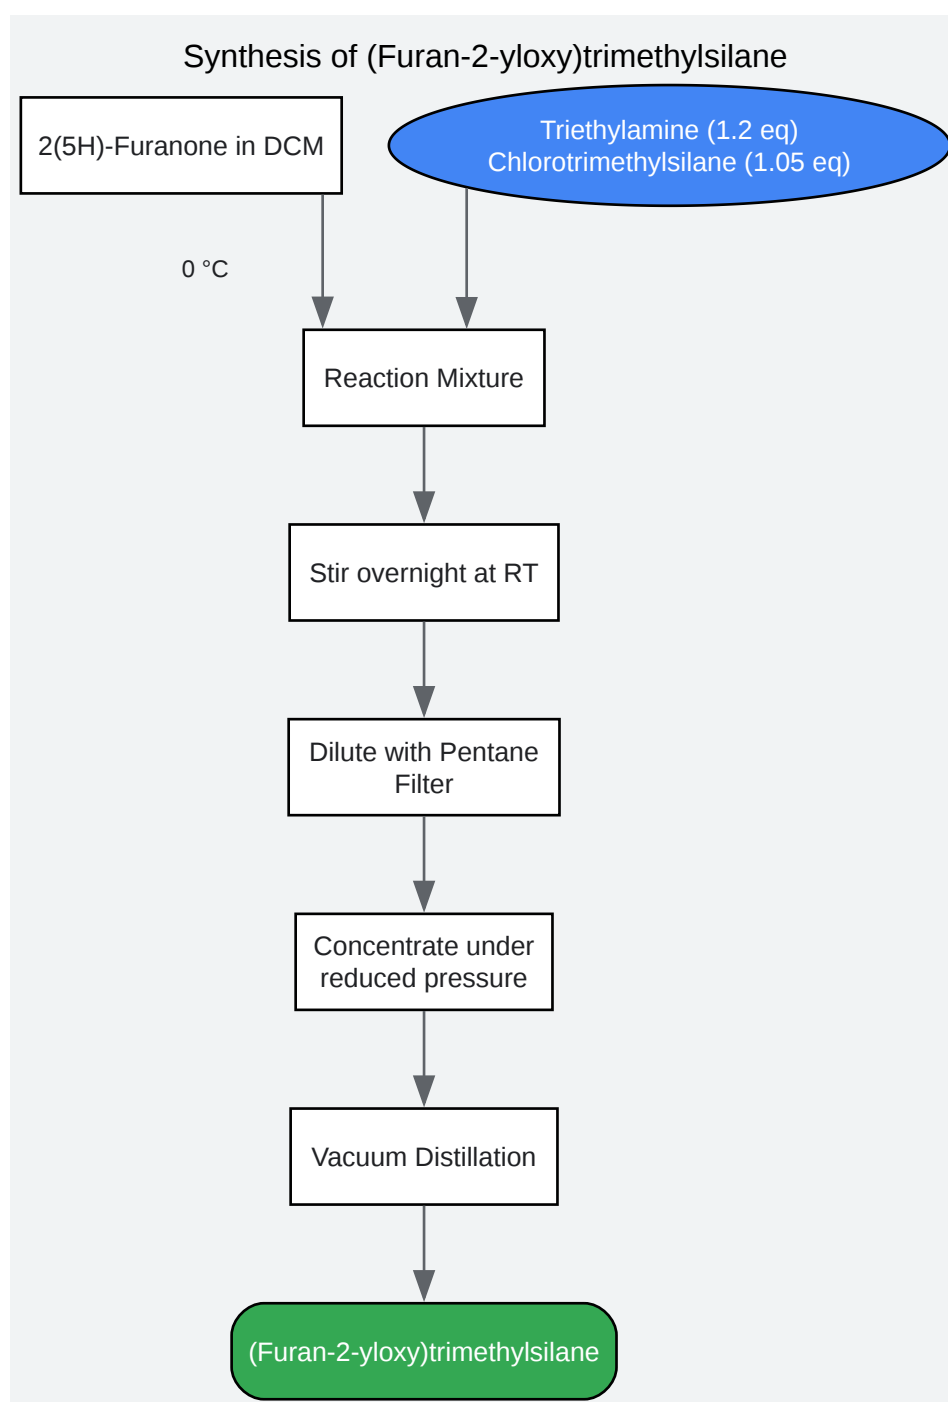 Synthesis of (Furan-2-yloxy)trimethylsilane
2(5H)-Furanone in DCM
Triethylamine (1.2 eq)
Chlorotrimethylsilane (1.05 eq)
0 °C
Reaction Mixture
Stir overnight at RT
Dilute with Pentane
Filter
Concentrate under
reduced pressure
Vacuum Distillation
(Furan-2-yloxy)trimethylsilane